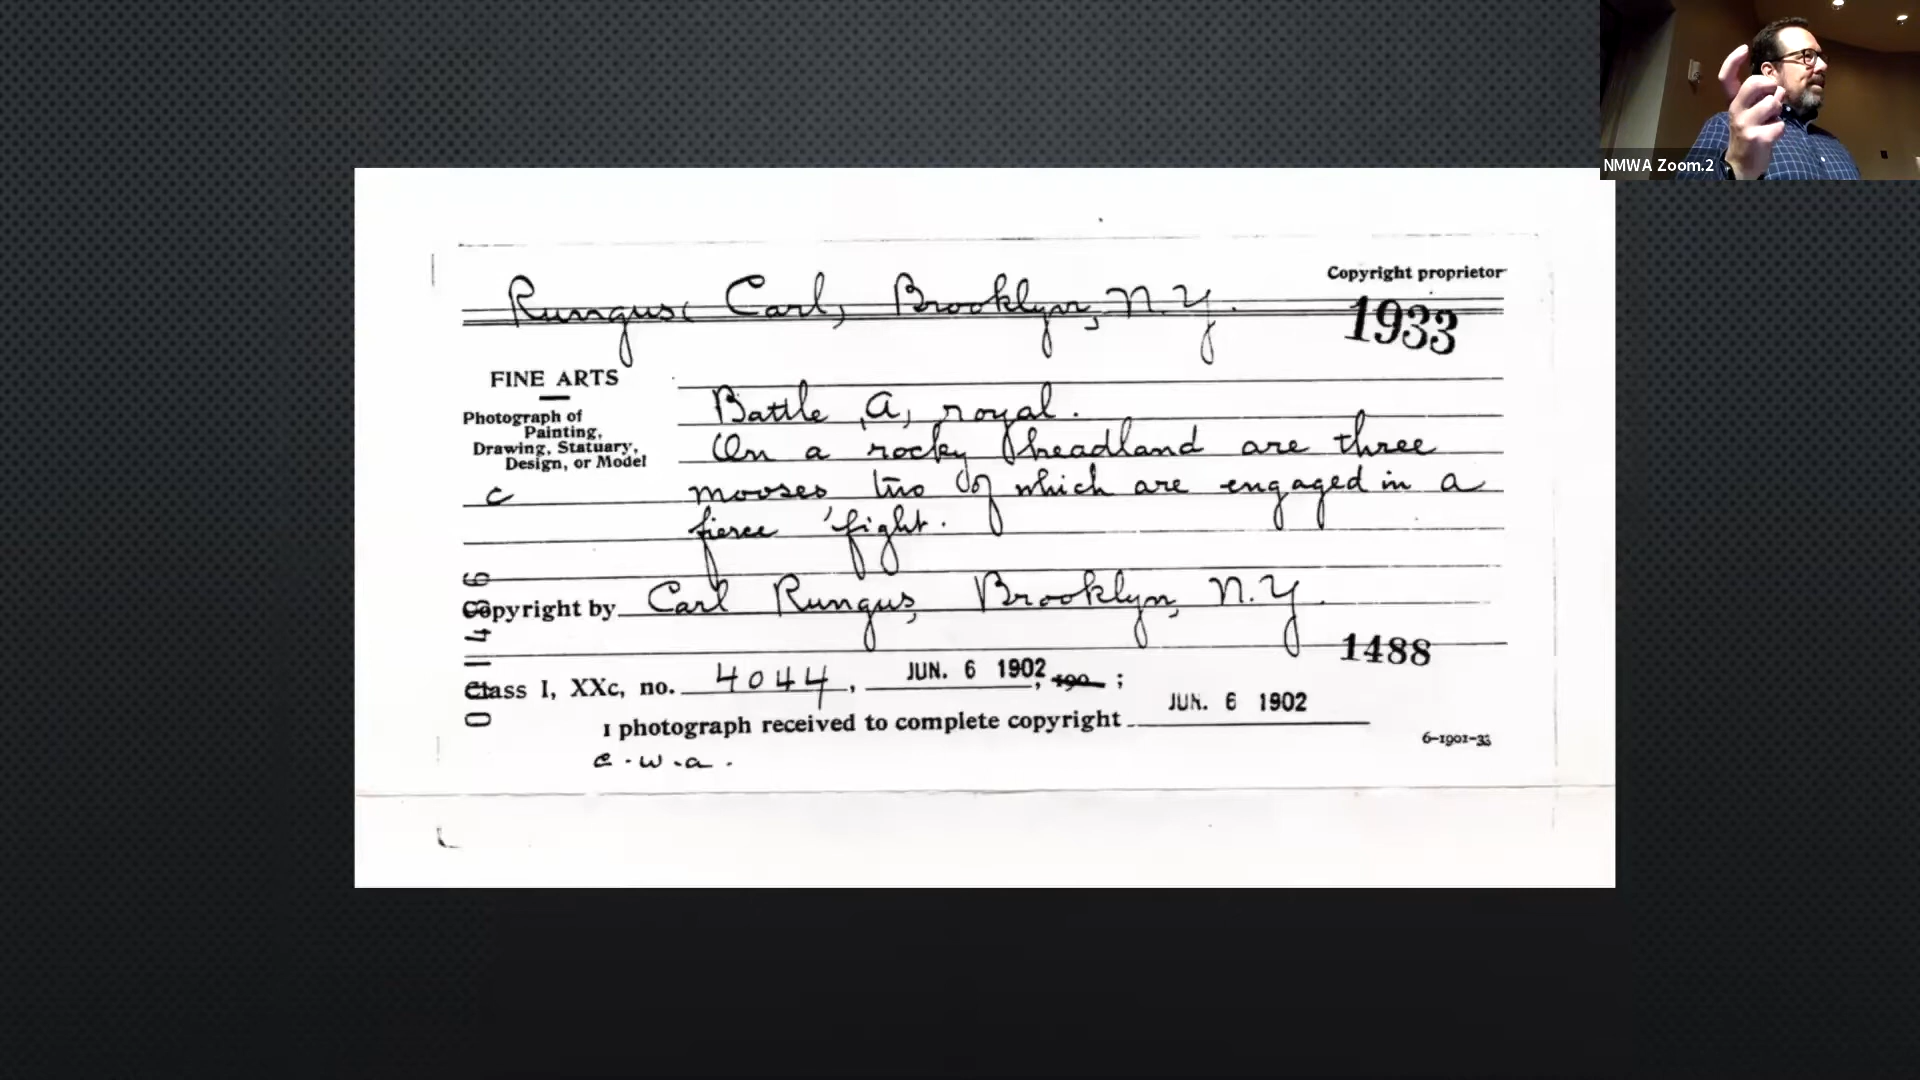 NMWA Zoom.2
Copyright proprietor
Rungus, Carl, Brooklyn, N.Y.
1933
FINE ARTS
Photograph of
Painting,
Drawing, Statuary,
Design, or Model
c
Battle, A, royal.
On a rocky headland are three
mooses two of which are engaged in a
fierce fight.
Copyright by Carl Rungus, Brooklyn, N.Y.
1488
Class I, XXc, no. 4044, JUN. 6 1902, 190 ;
1 photograph received to complete copyright JUN. 6 1902
6-1901-33
e.w.a.